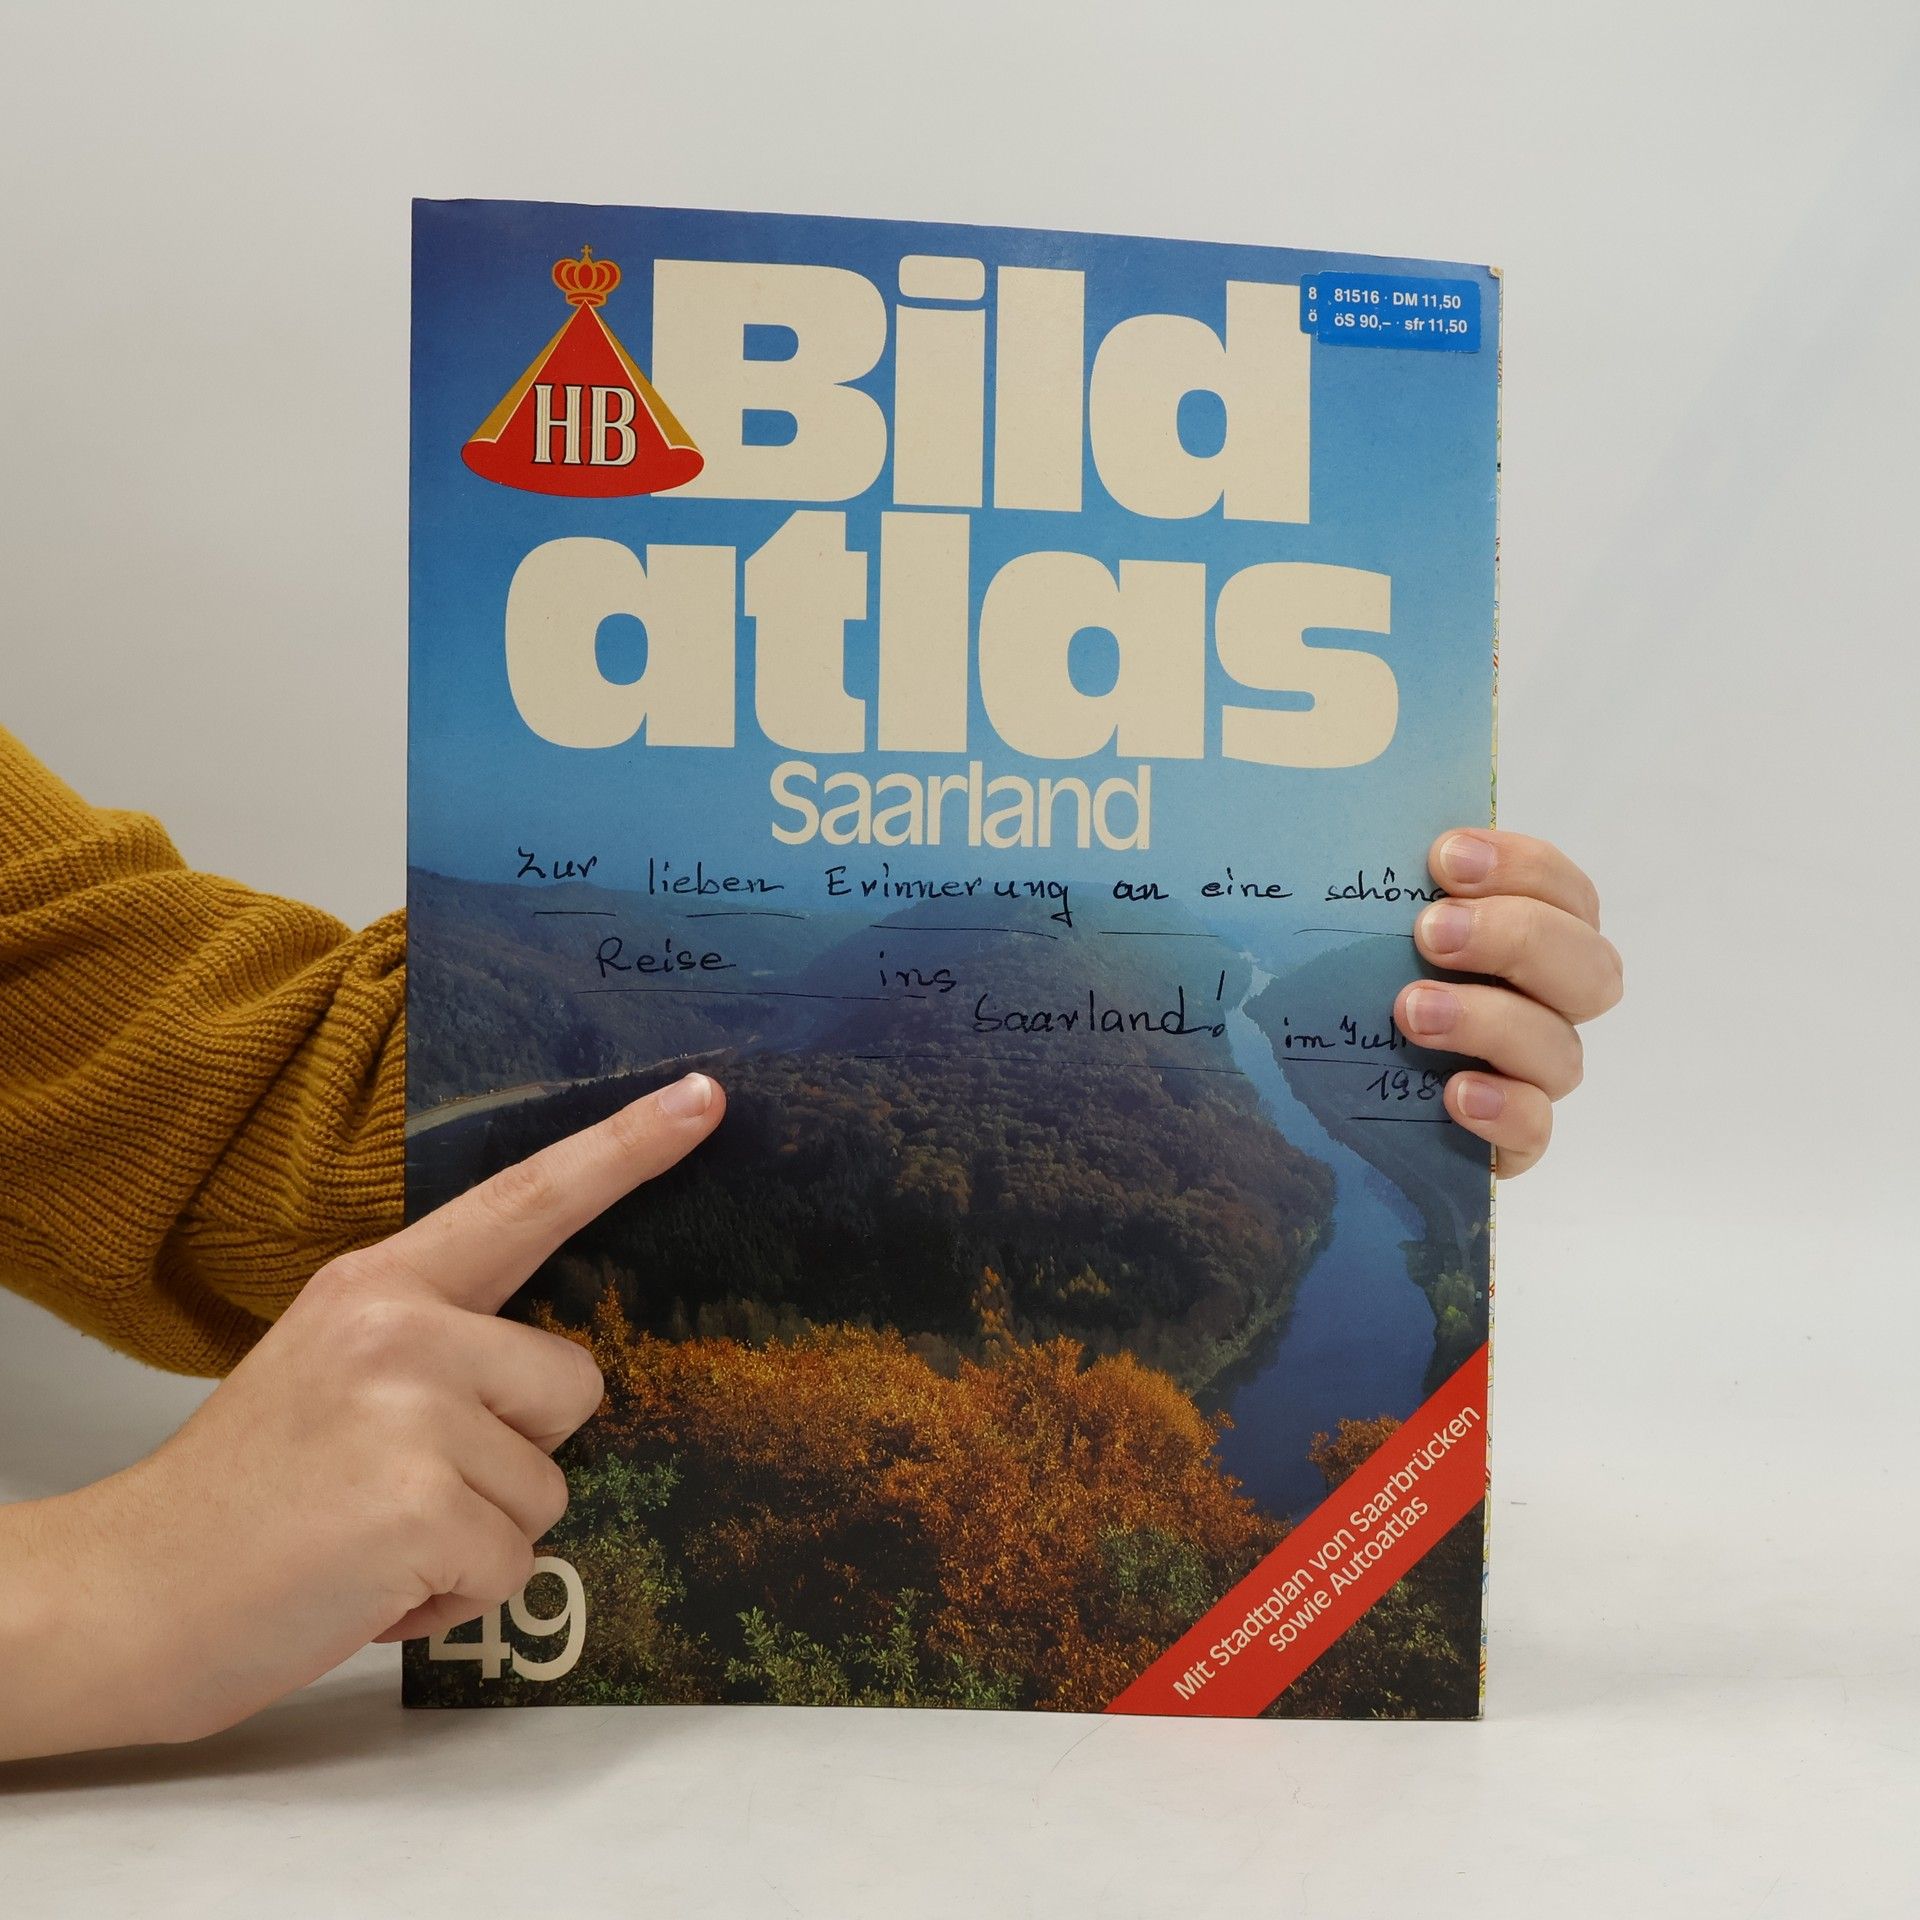 HB
Bild
atlas
Saarland
81516 · DM 11,50
öS 90,– · sfr 11,50
Zur lieben Erinnerung an eine
Reise ins
Saarland!
im
49
Mit Stadtplan von Saarbrücken
sowie Autoatlas